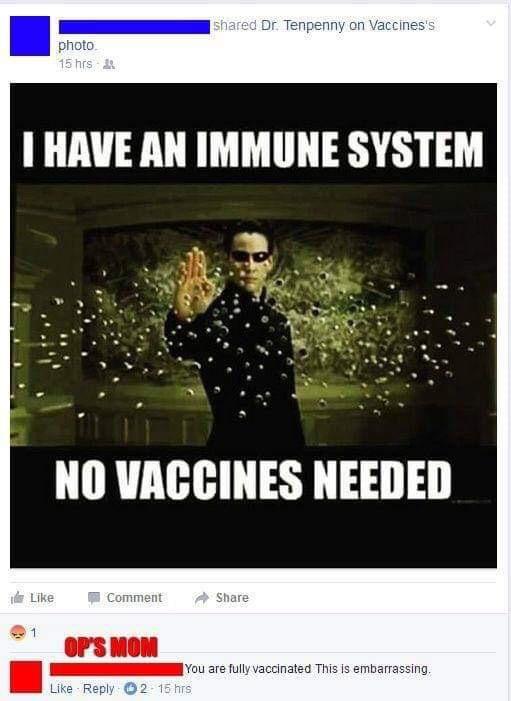 shared Dr. Tenpenny on Vaccines's
photo.
15 hrs ·
I HAVE AN IMMUNE SYSTEM
NO VACCINES NEEDED
Like Comment Share
1
OP'S MOM
You are fully vaccinated This is embarrassing.
Like · Reply · 2 · 15 hrs